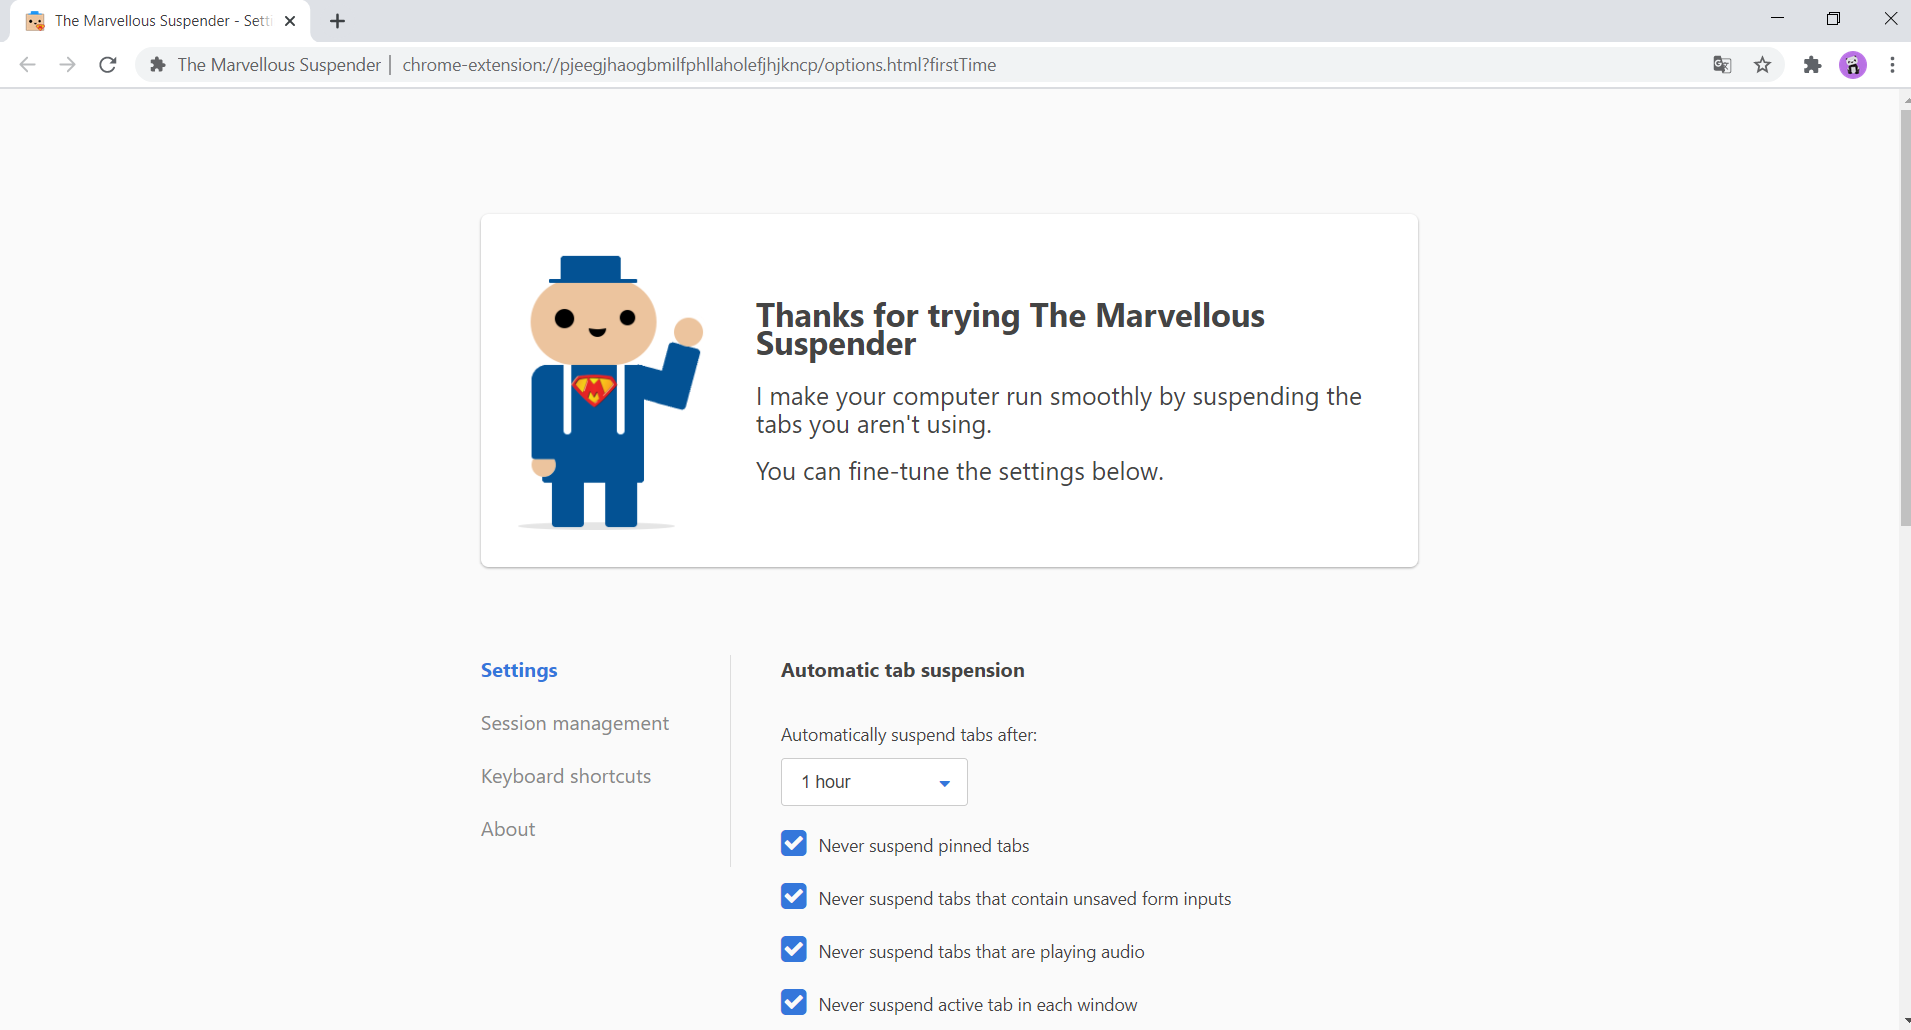 The Marvellous Suspender - Setti
The Marvellous Suspender | chrome-extension://pjeegjhaogbmilfphllaholefjhjkncp/options.html?firstTime
M
Thanks for trying The Marvellous
Suspender
I make your computer run smoothly by suspending the
tabs you aren't using.
You can fine-tune the settings below.
Settings
Session management
Keyboard shortcuts
About
Automatic tab suspension
Automatically suspend tabs after:
1 hour
Never suspend pinned tabs
Never suspend tabs that contain unsaved form inputs
Never suspend tabs that are playing audio
Never suspend active tab in each window